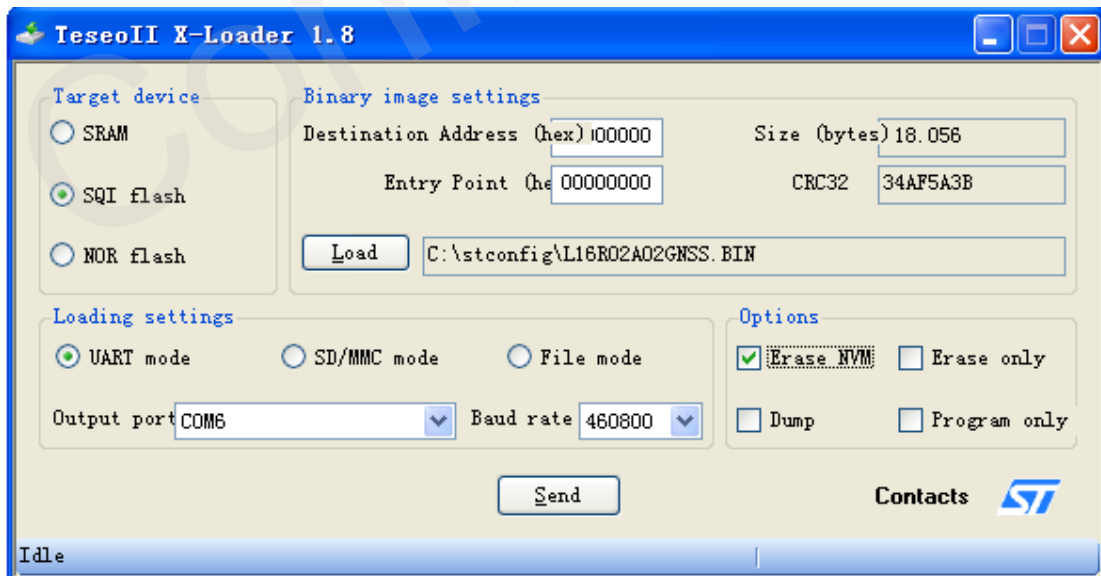 TeseoII X-Loader 1.8
Target device
SRAM
SQI flash
NOR flash
Binary image settings
Destination Address (hex) 00000
Size (bytes) 18.056
Entry Point (he 00000000
CRC32 34AF5A3B
Load C:\stconfig\L16R02A02GNSS.BIN
Loading settings
UART mode SD/MMC mode File mode
Output port COM6 Baud rate 460800
Options
Erase NVM Erase only
Dump Program only
Send
Contacts ST
Idle